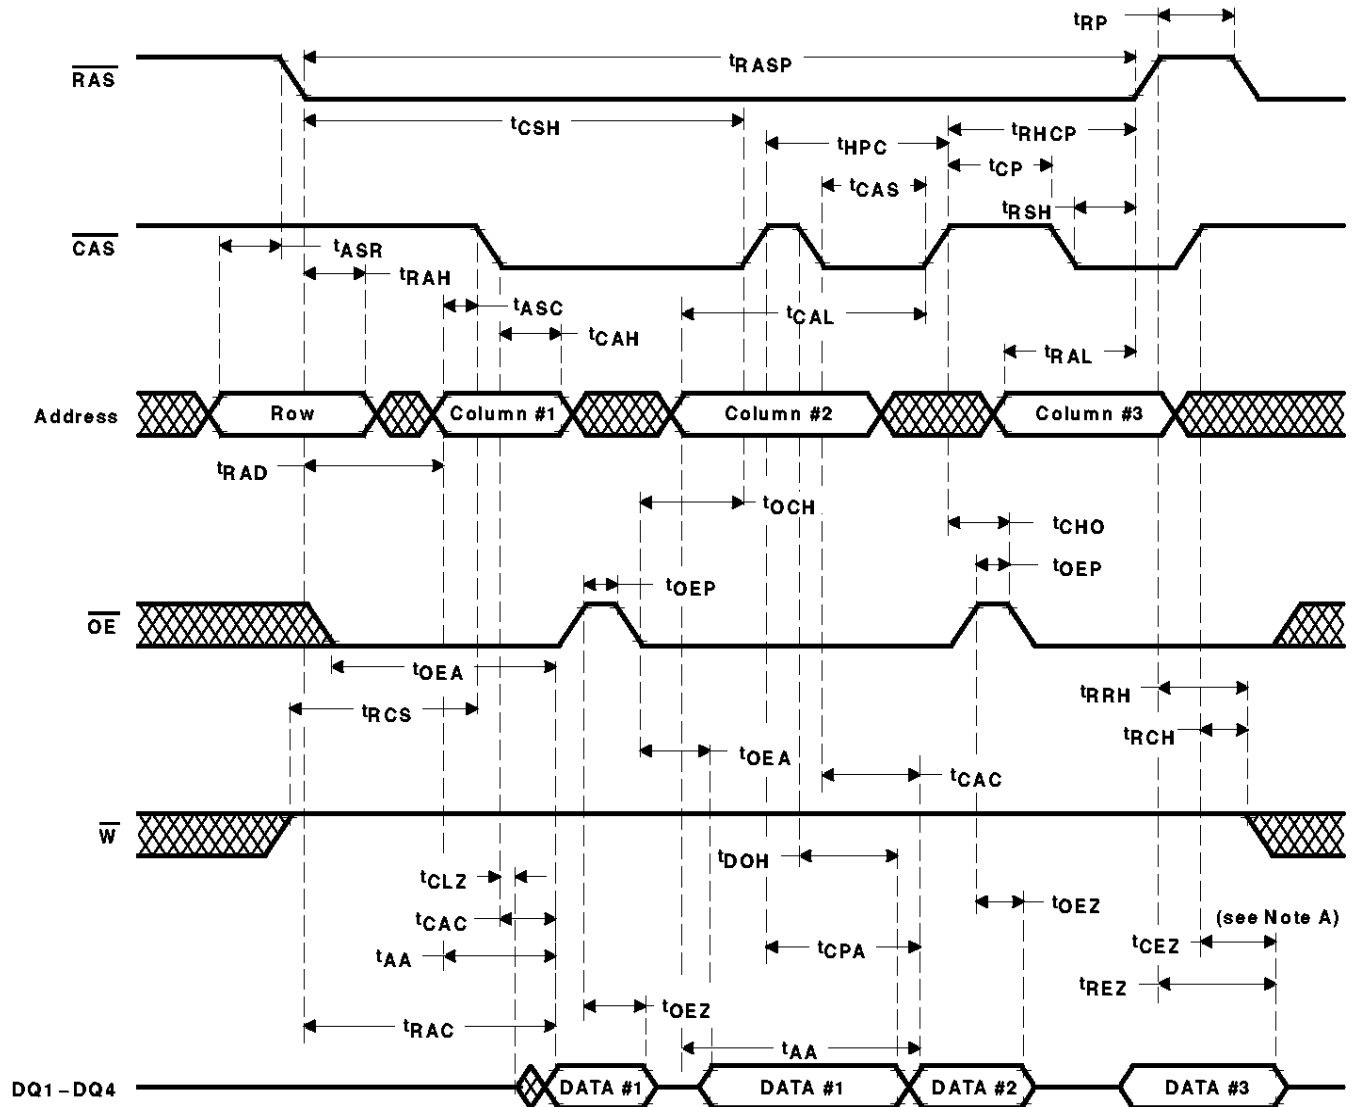 tRP
RAS
tRASP
tCSH
tRHCP
tHPC
tCP
tCAS
tRSH
CAS
tASR
tRAH
tASC
tCAL
tCAH
tRAL
Address Row Column #1 Column #2 Column #3
tRAD
tOCH
tCHO
tOEP
tOEP
OE
tOEA
tRRH
tRCS
tRCH
tOEA
tCAC
W
tDOH
tCLZ
tOEZ
tCAC
(see Note A)
tCPA
tCEZ
tAA
tREZ
tOEZ
tRAC
tAA
DQ1–DQ4 DATA #1 DATA #1 DATA #2 DATA #3